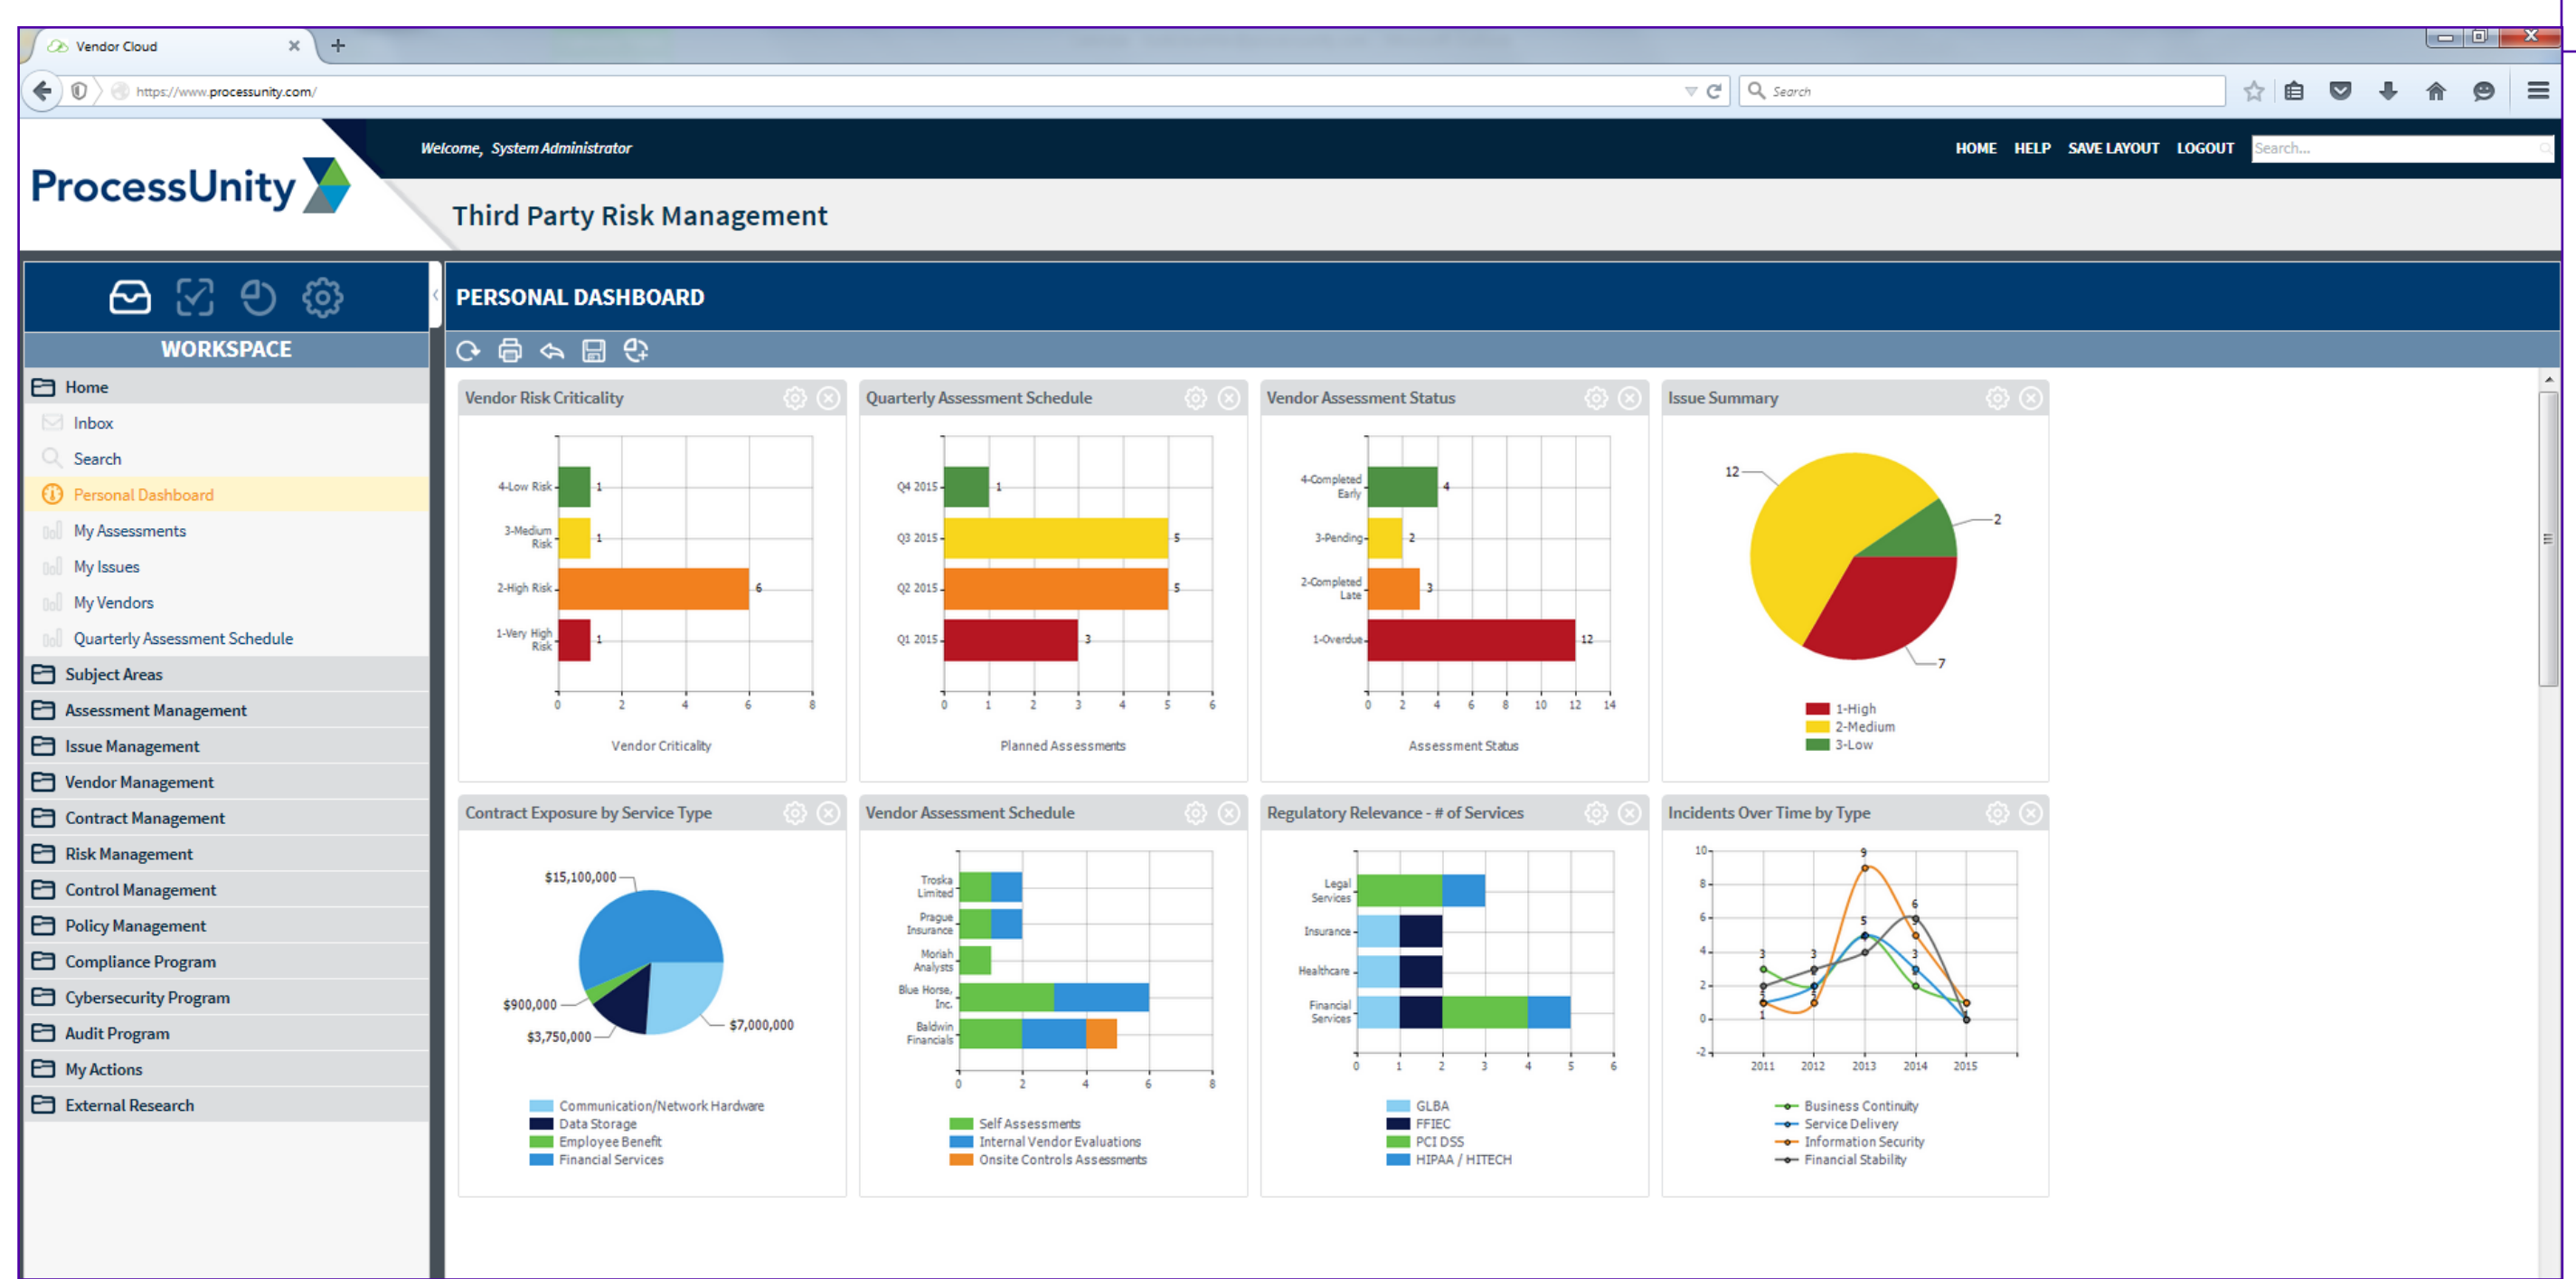 Vendor Cloud
https://www.processunity.com/
Search
Welcome, System Administrator
HOME HELP SAVE LAYOUT LOGOUT Search...
ProcessUnity
Third Party Risk Management
PERSONAL DASHBOARD
WORKSPACE
Home
Inbox
Search
Personal Dashboard
My Assessments
My Issues
My Vendors
Quarterly Assessment Schedule
Subject Areas
Assessment Management
Issue Management
Vendor Management
Contract Management
Risk Management
Control Management
Policy Management
Compliance Program
Cybersecurity Program
Audit Program
My Actions
External Research
Vendor Risk Criticality
4-Low Risk 1
3-Medium
Risk 1
2-High Risk 6
1-Very High
Risk 1
0 2 4 6 8
Vendor Criticality
Quarterly Assessment Schedule
Q4 2015 1
Q3 2015 5
Q2 2015 5
Q1 2015 3
0 1 2 3 4 5 6
Planned Assessments
Vendor Assessment Status
4-Completed
Early 4
3-Pending 2
2-Completed
Late 3
1-Overdue 12
0 2 4 6 8 10 12 14
Assessment Status
Issue Summary
12
2
7
1-High
2-Medium
3-Low
Contract Exposure by Service Type
$15,100,000
$900,000
$3,750,000
$7,000,000
Communication/Network Hardware
Data Storage
Employee Benefit
Financial Services
Vendor Assessment Schedule
Troska
Limited
Prague
Insurance
Moriah
Analysts
Blue Horse,
Inc.
Baldwin
Financials
0 2 4 6 8
Self Assessments
Internal Vendor Evaluations
Onsite Controls Assessments
Regulatory Relevance - # of Services
Legal
Services
Insurance
Healthcare
Financial
Services
0 1 2 3 4 5 6
GLBA
FFIEC
PCI DSS
HIPAA / HITECH
Incidents Over Time by Type
10
8
6
4
2
0
-2
9
6
5
3 3 3
1
2011 2012 2013 2014 2015
Business Continuity
Service Delivery
Information Security
Financial Stability